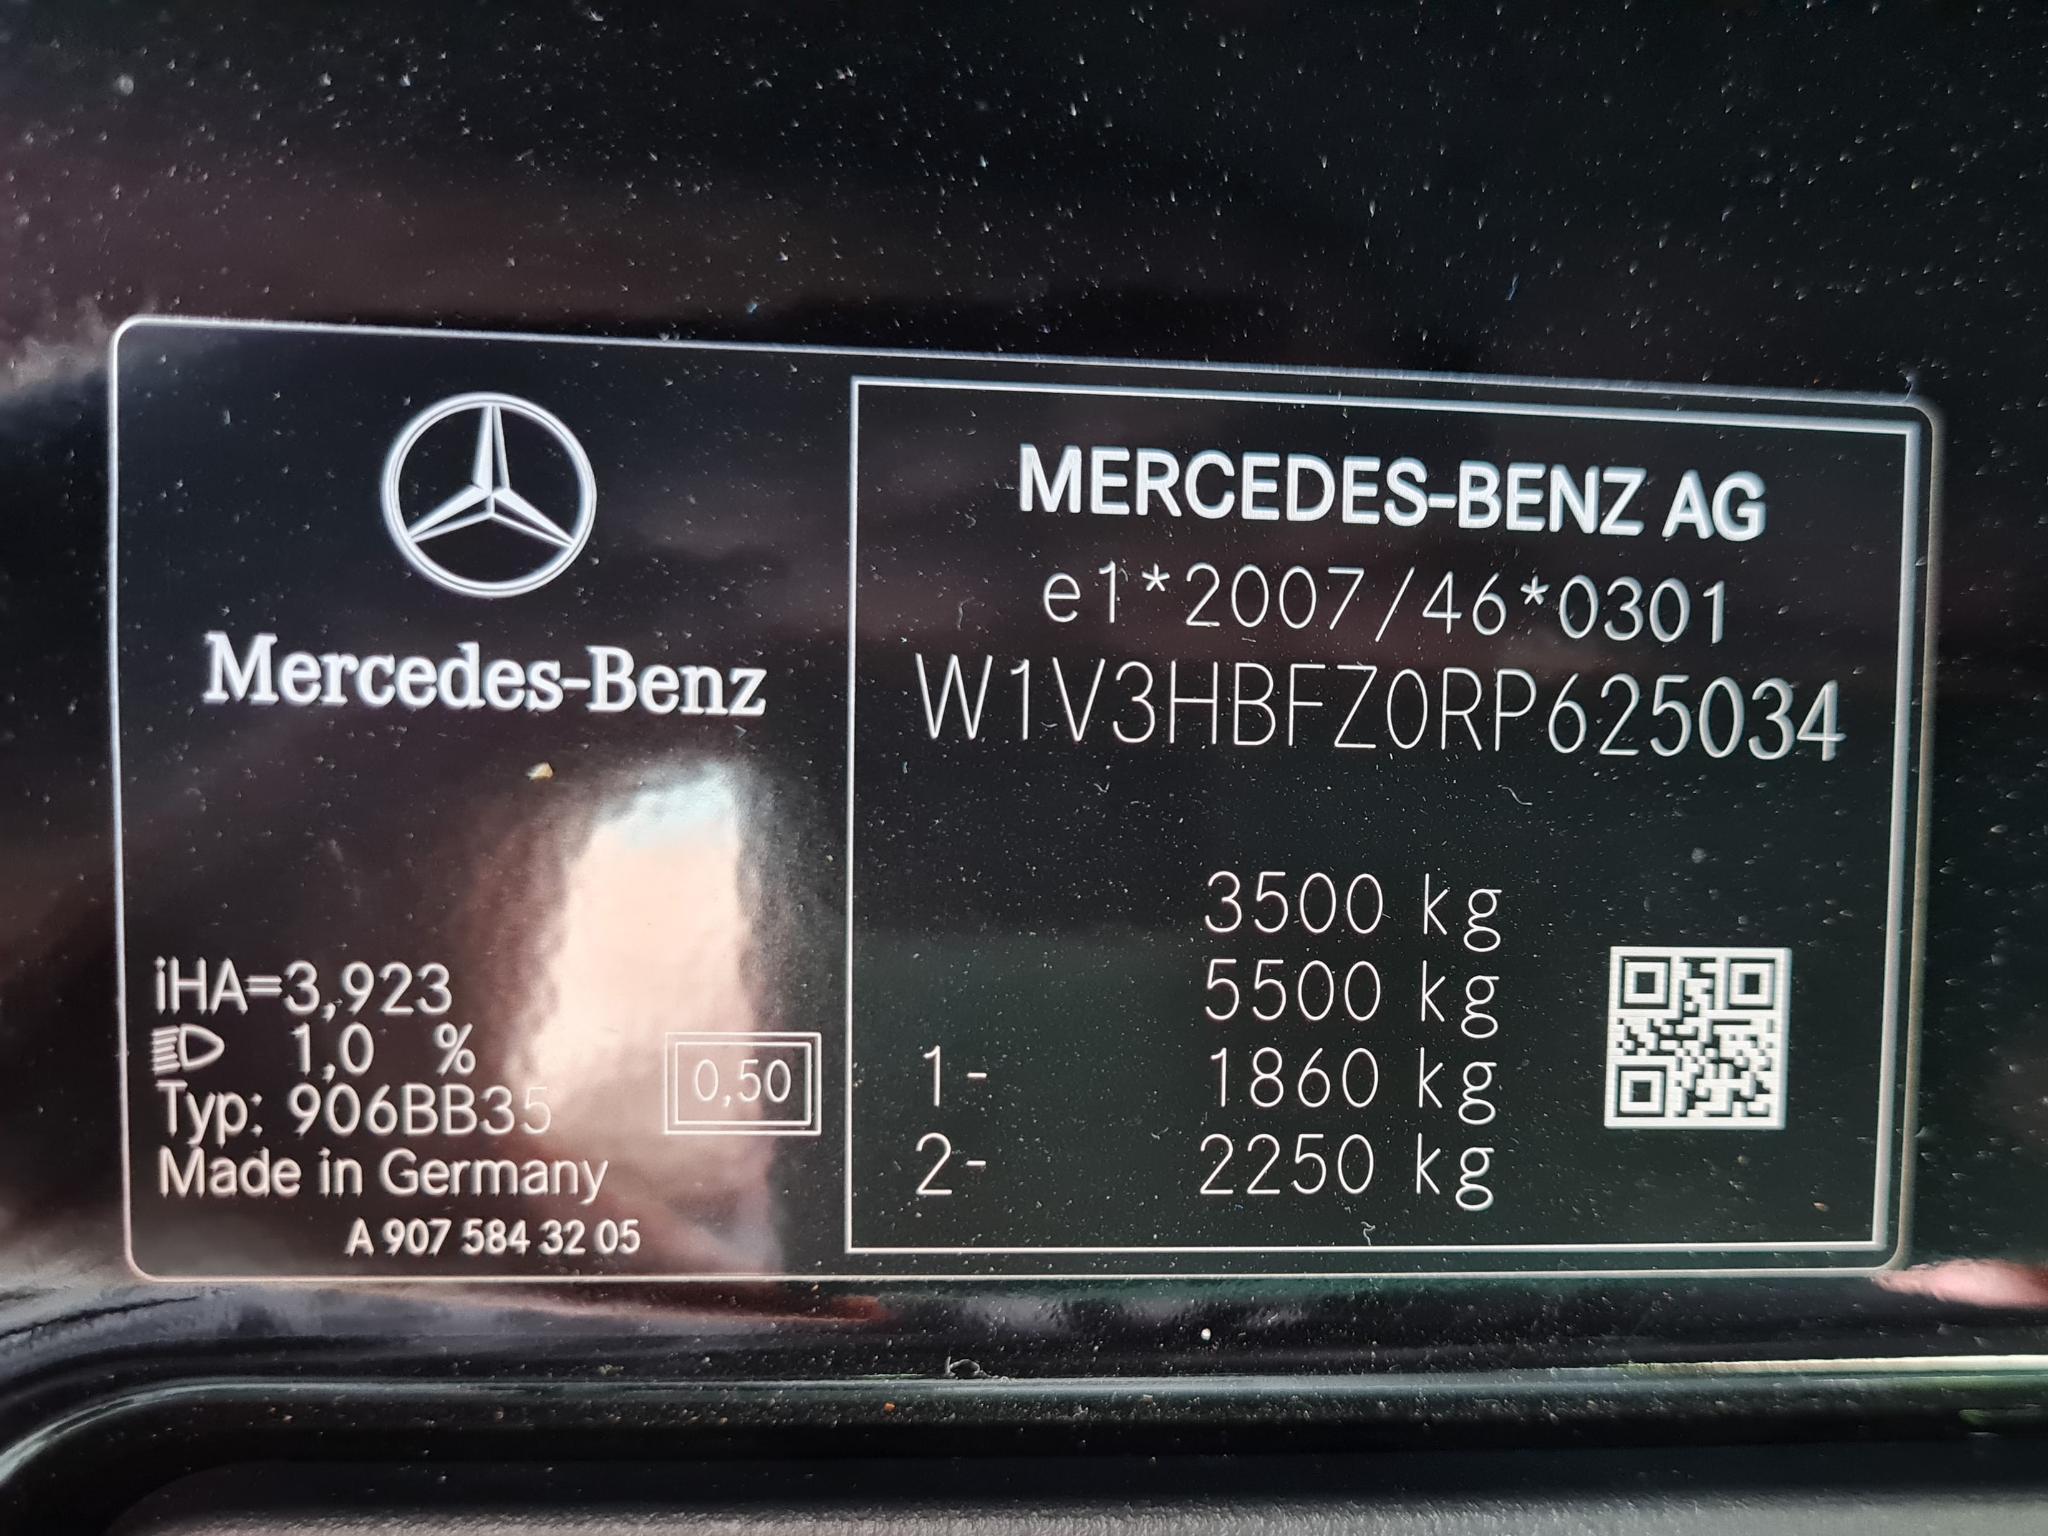 Mercedes-Benz
iHA=3,923
1,0 %
Typ: 906BB35
0,50
Made in Germany
A 907 584 32 05
MERCEDES-BENZ AG
e1*2007/46*0301
W1V3HBFZ0RP625034
3500 kg
5500 kg
1- 1860 kg
2- 2250 kg